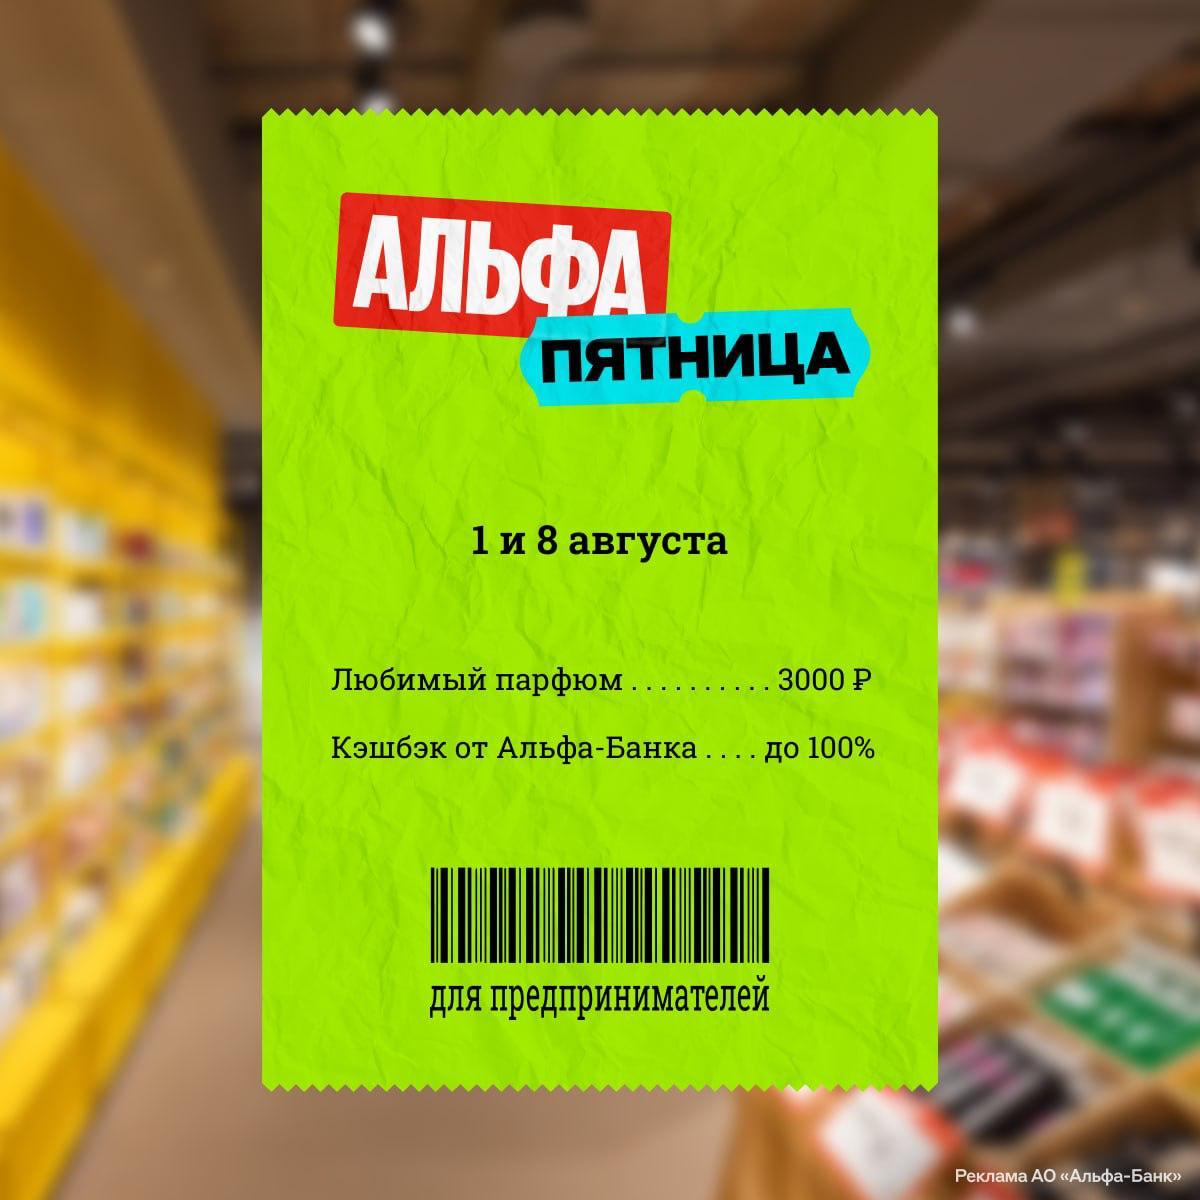 АЛЬФА
ПЯТНИЦА
1 и 8 августа
Любимый парфюм . . . . . . . . . . 3000 ₽
Кэшбэк от Альфа-Банка . . . . до 100%
для предпринимателей
Реклама АО «Альфа-Банк»